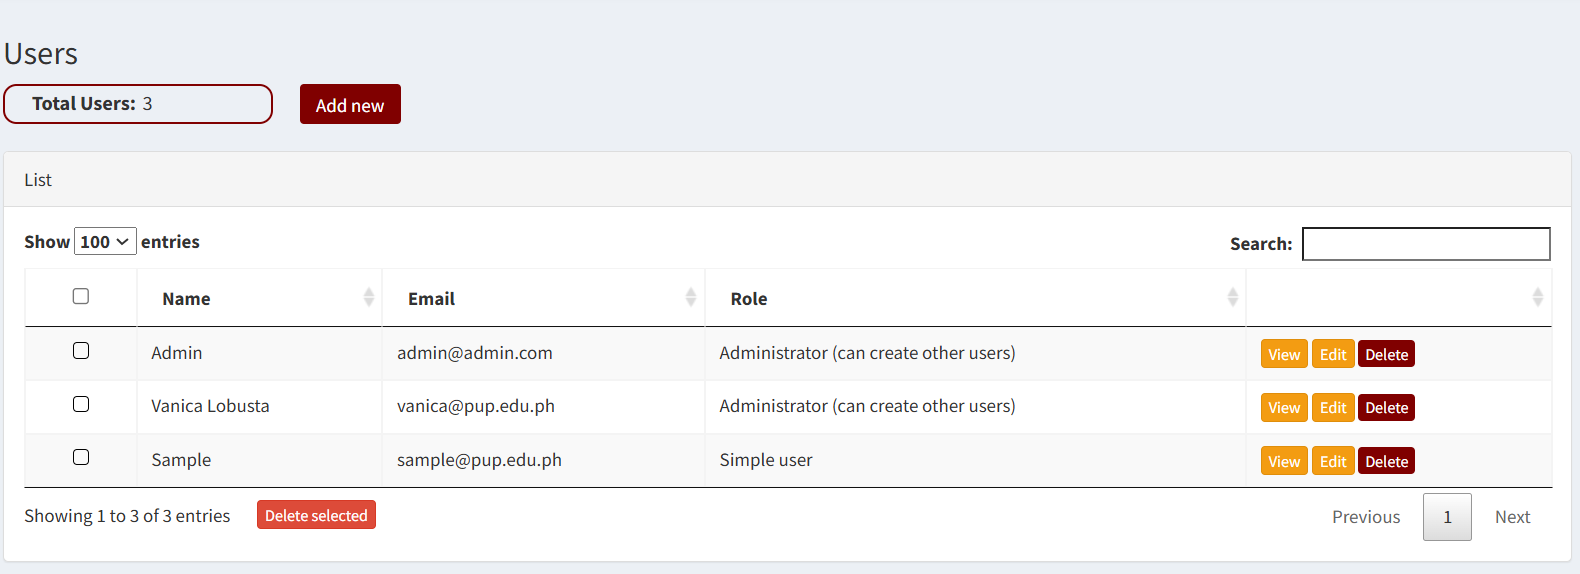 Users
Total Users: 3 Add new
List
Show 100 entries Search:
Name Email Role
Admin admin@admin.com Administrator (can create other users) View Edit Delete
Vanica Lobusta vanica@pup.edu.ph Administrator (can create other users) View Edit Delete
Sample sample@pup.edu.ph Simple user View Edit Delete
Showing 1 to 3 of 3 entries Delete selected Previous 1 Next